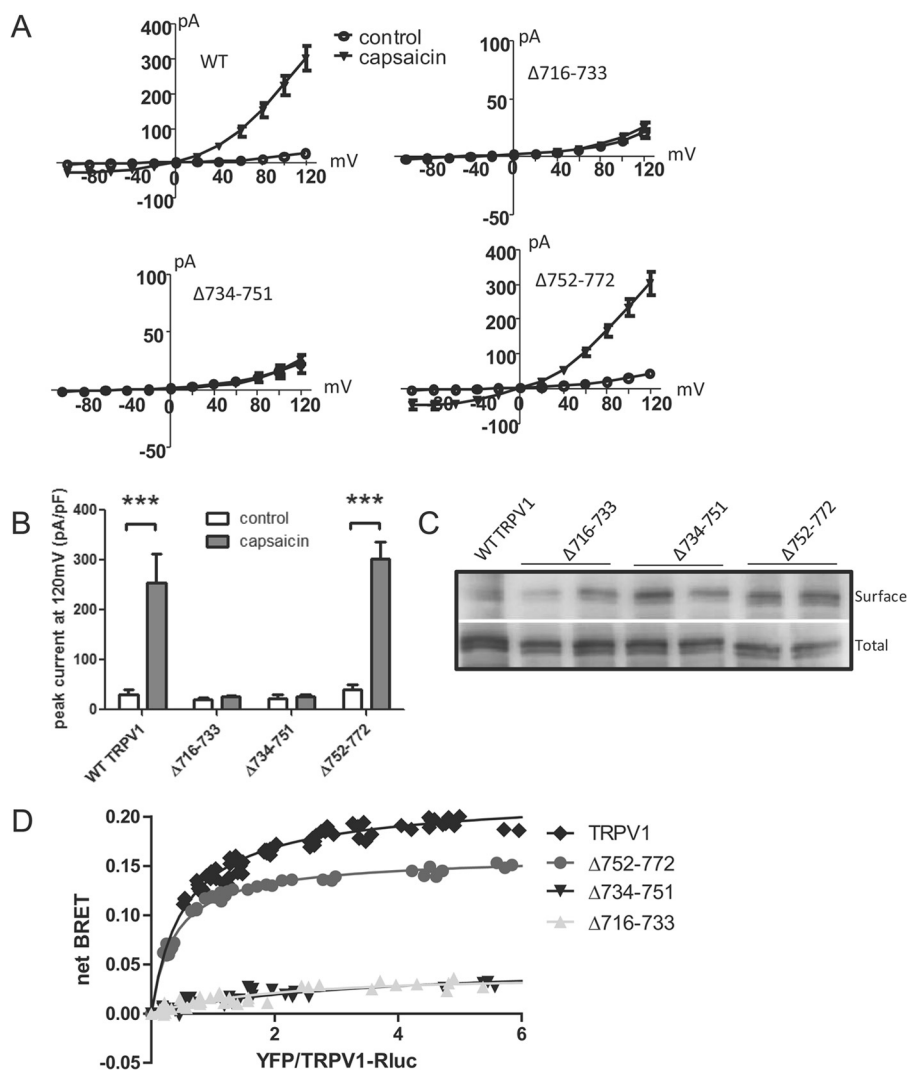 A
pA
400
300
200
100
-100
-80
-40
0
40
80
120
mV
WT
control
capsaicin
100
pA
50
-50
-80
-40
0
40
80
120
mV
Δ716-733
pA
100
50
-50
-80
-40
0
40
80
120
mV
Δ734-751
pA
400
300
200
100
-100
-80
-40
0
40
80
120
mV
Δ752-772
B
peak current at 120mV (pA/pF)
400
300
200
100
0
***
***
control
capsaicin
WT TRPV1
Δ716-733
Δ734-751
Δ752-772
C
WT TRPV1
Δ716-733
Δ734-751
Δ752-772
Surface
Total
D
net BRET
0.20
0.15
0.10
0.05
0.00
-0.05
2
4
6
YFP/TRPV1-Rluc
TRPV1
Δ752-772
Δ734-751
Δ716-733